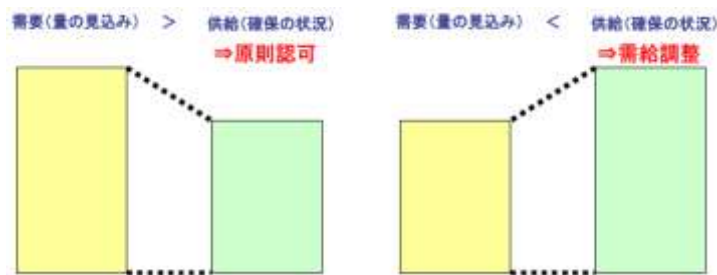 需要(量の見込み) > 供給(確保の状況)
⇒原則認可
需要(量の見込み) < 供給(確保の状況)
⇒需給調整